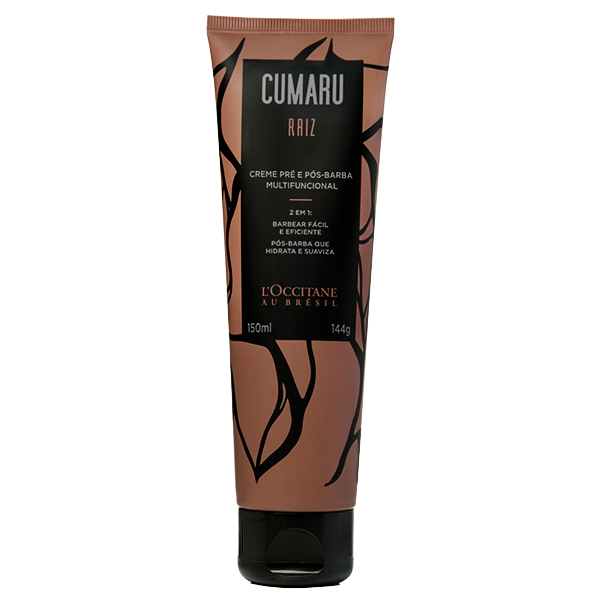 CUMARU
RAIZ
CREME PRÉ E PÓS-BARBA
MULTIFUNCIONAL
2 EM 1:
BARBEAR FÁCIL
E EFICIENTE
PÓS-BARBA QUE
HIDRATA E SUAVIZA
L'OCCITANE
AU BRÉSIL
150ml 144g